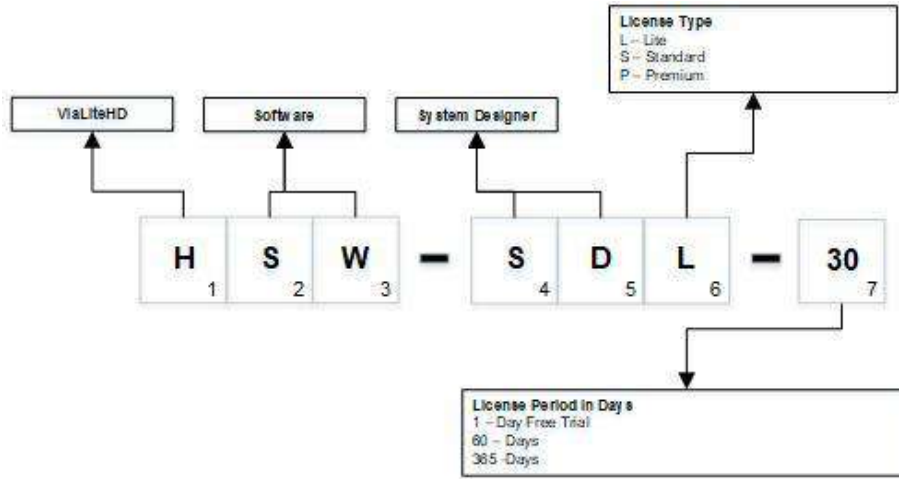 License Type
L – Lite
S – Standard
P – Premium
ViaLiteHD
Software
System Designer
H S W – S D L – 30
1 2 3 4 5 6 7
License Period in Days
1 – Day Free Trial
60 – Days
365 -Days